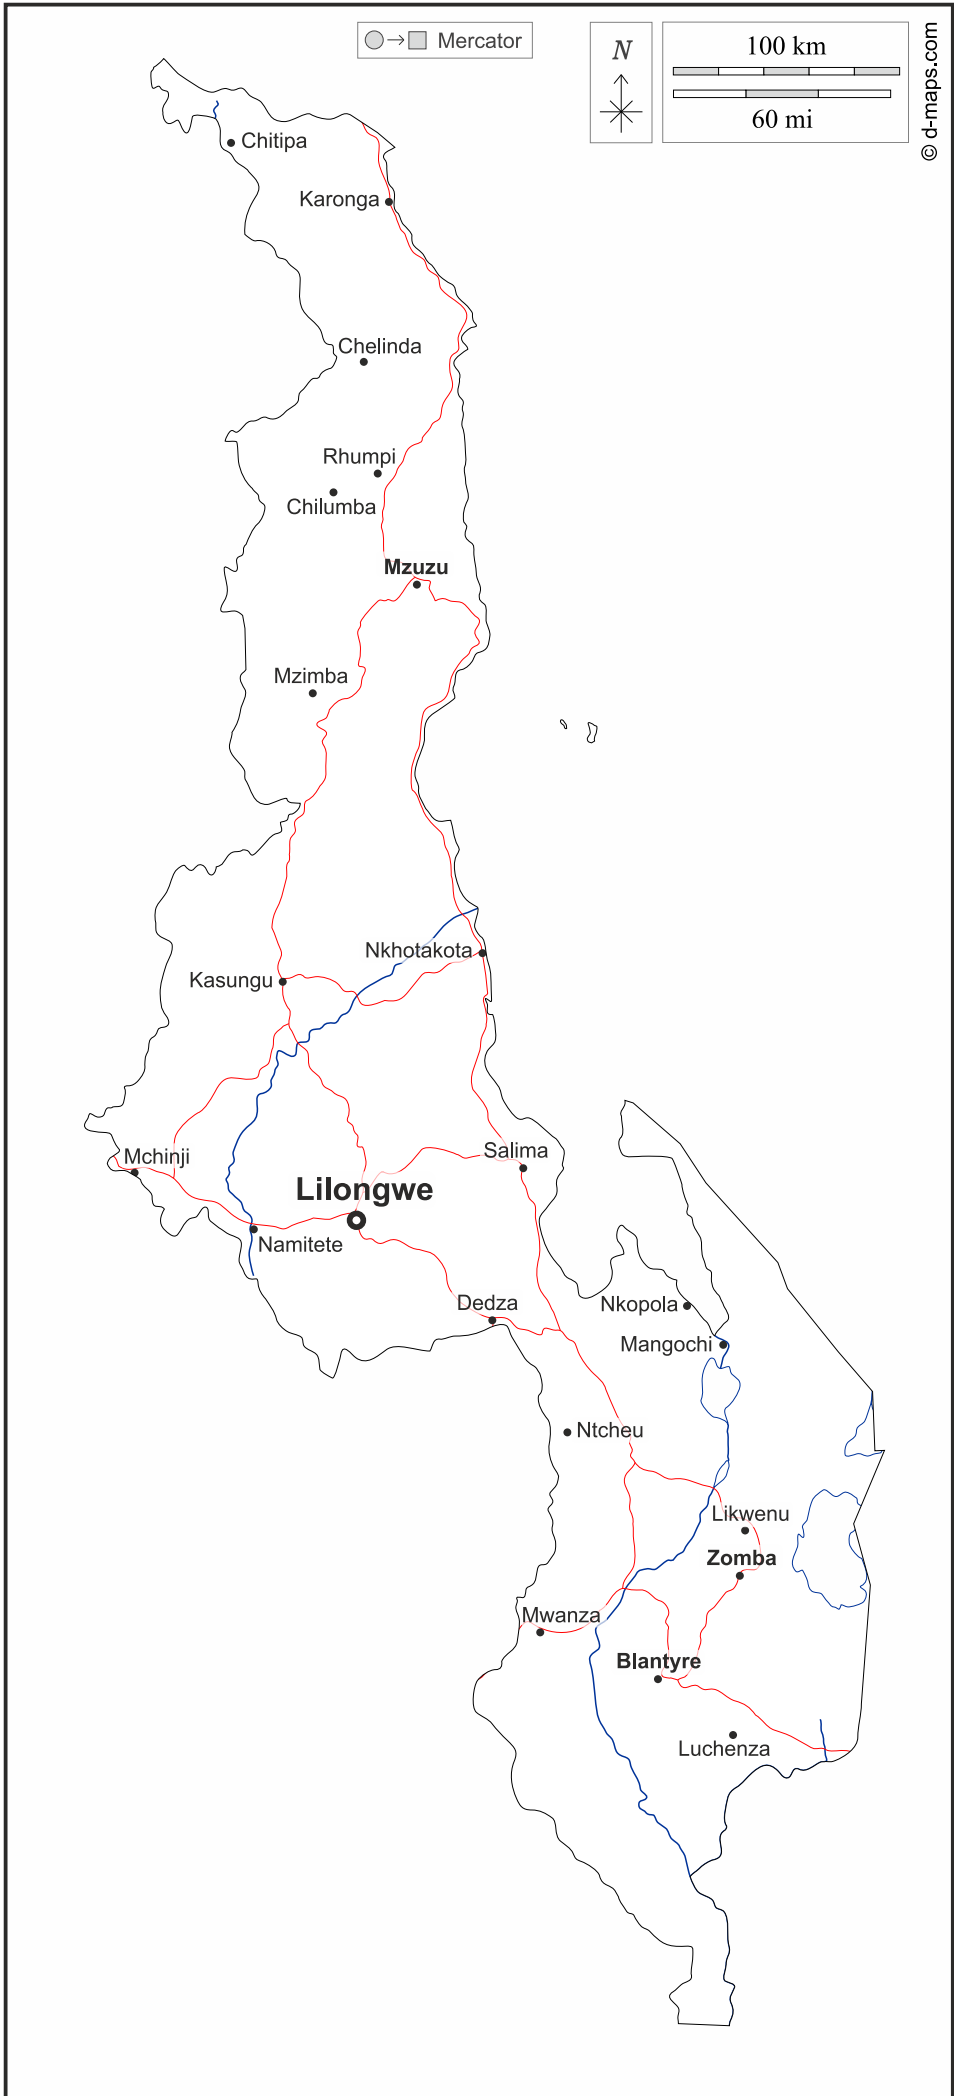 Mercator
N
100 km
60 mi
© d-maps.com
Chitipa
Karonga
Chelinda
Rhumpi
Chilumba
Mzuzu
Mzimba
Nkhotakota
Kasungu
Mchinji
Salima
Lilongwe
Namitete
Dedza
Nkopola
Mangochi
Ntcheu
Likwenu
Zomba
Mwanza
Blantyre
Luchenza